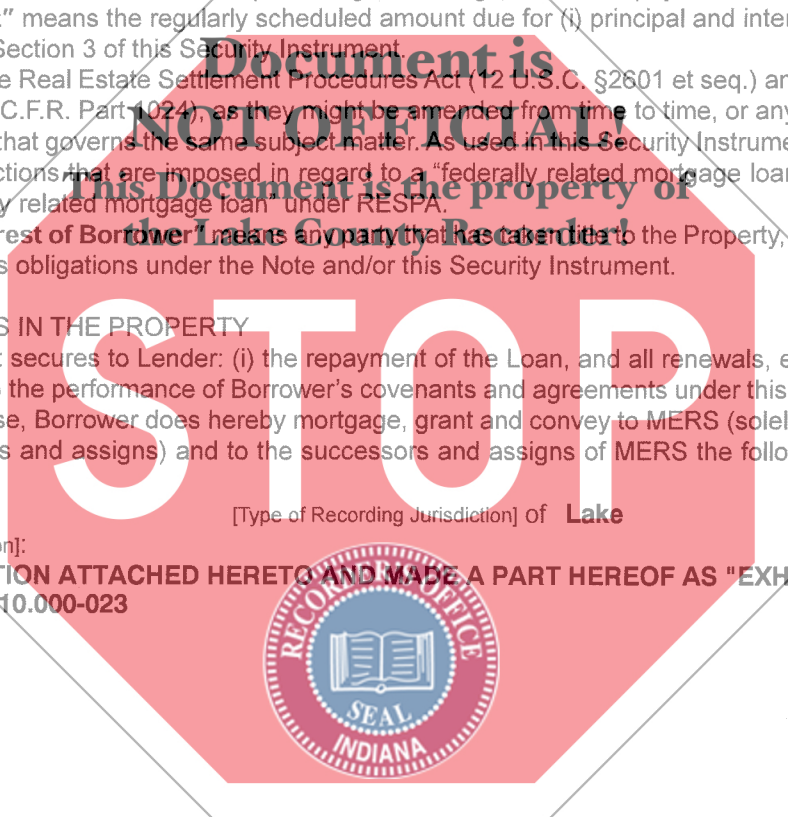 " means the regularly scheduled amount due for (i) principal and inter
Section 3 of this Security Instrument.
Document is
e Real Estate Settlement Procedures Act (12 U.S.C. §2601 et seq.) an
C.F.R. Part 1024), as they might be amended from time to time, or any
NOT OFFICIAL!
that governs the same subject matter. As used in this Security Instrume
ctions that are imposed in regard to a "federally related mortgage loan
This Document is the property of
y related mortgage loan" under RESPA.
rest of Borrower" means any party that has taken title to the Property,
the Lake County Recorder!
s obligations under the Note and/or this Security Instrument.
S IN THE PROPERTY
t secures to Lender: (i) the repayment of the Loan, and all renewals, e
the performance of Borrower's covenants and agreements under this
se, Borrower does hereby mortgage, grant and convey to MERS (solel
s and assigns) and to the successors and assigns of MERS the follo
STOP
[Type of Recording Jurisdiction] of Lake
on]:
TION ATTACHED HERETO AND MADE A PART HEREOF AS "EXH
10.000-023
RECORDER'S OFFICE
SEAL
INDIANA